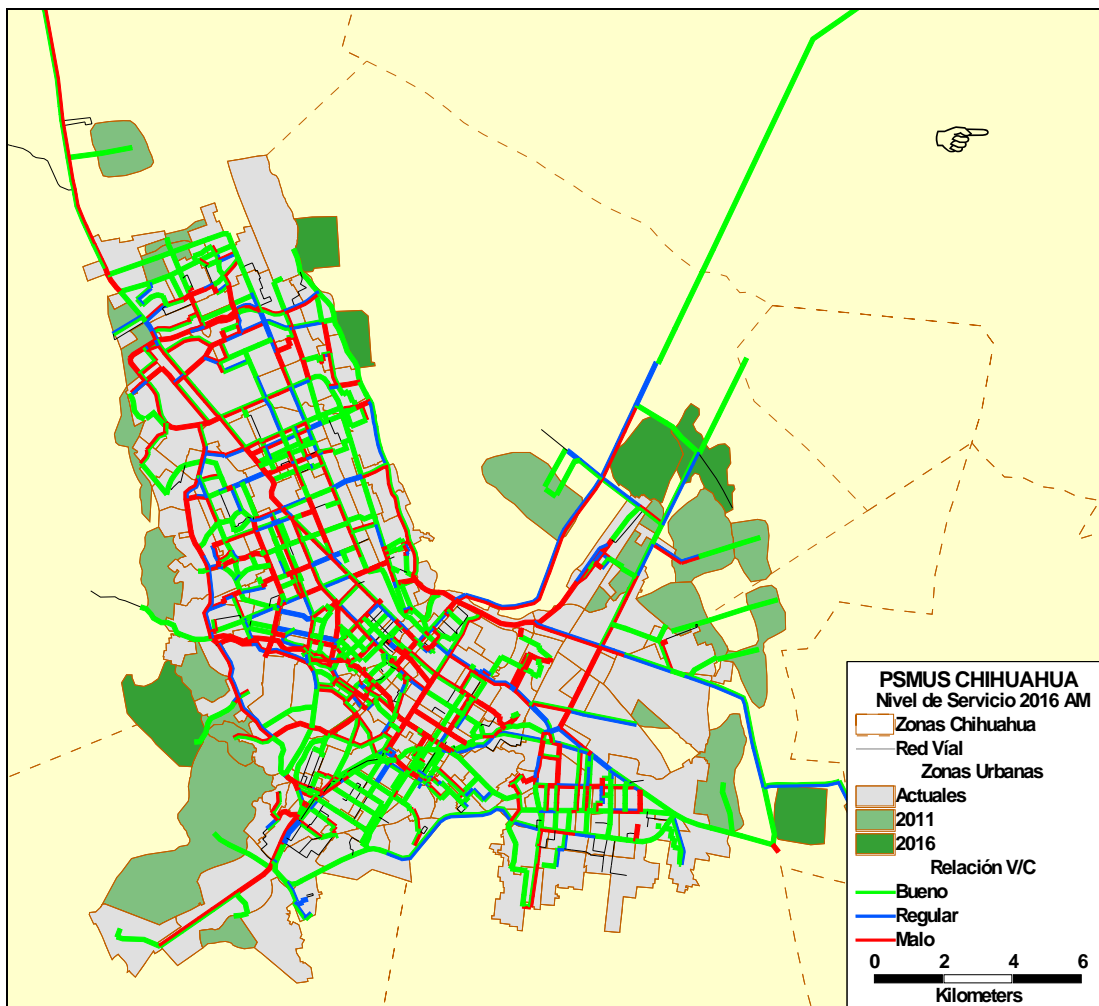 PSMUS CHIHUAHUA
Nivel de Servicio 2016 AM
Zonas Chihuahua
Red Víal
Zonas Urbanas
Actuales
2011
2016
Relación V/C
Bueno
Regular
Malo
0 2 4 6
Kilometers